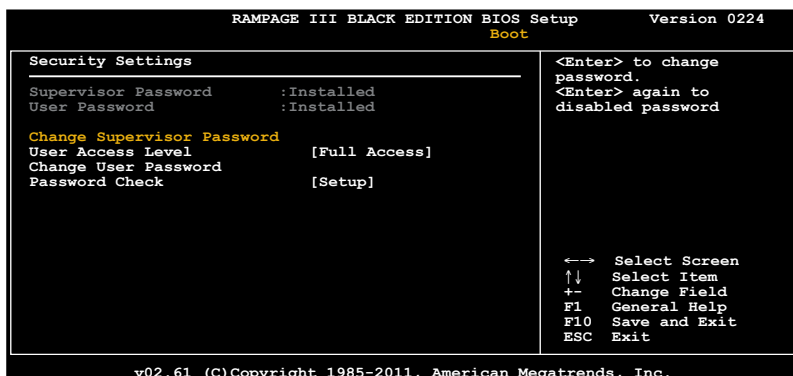 RAMPAGE III BLACK EDITION BIOS Setup Version 0224
Boot
Security Settings
Supervisor Password :Installed
User Password :Installed
Change Supervisor Password
User Access Level [Full Access]
Change User Password
Password Check [Setup]
<Enter> to change
password.
<Enter> again to
disabled password
←→ Select Screen
↑↓ Select Item
+- Change Field
F1 General Help
F10 Save and Exit
ESC Exit
v02.61 (C)Copyright 1985-2011, American Megatrends, Inc.